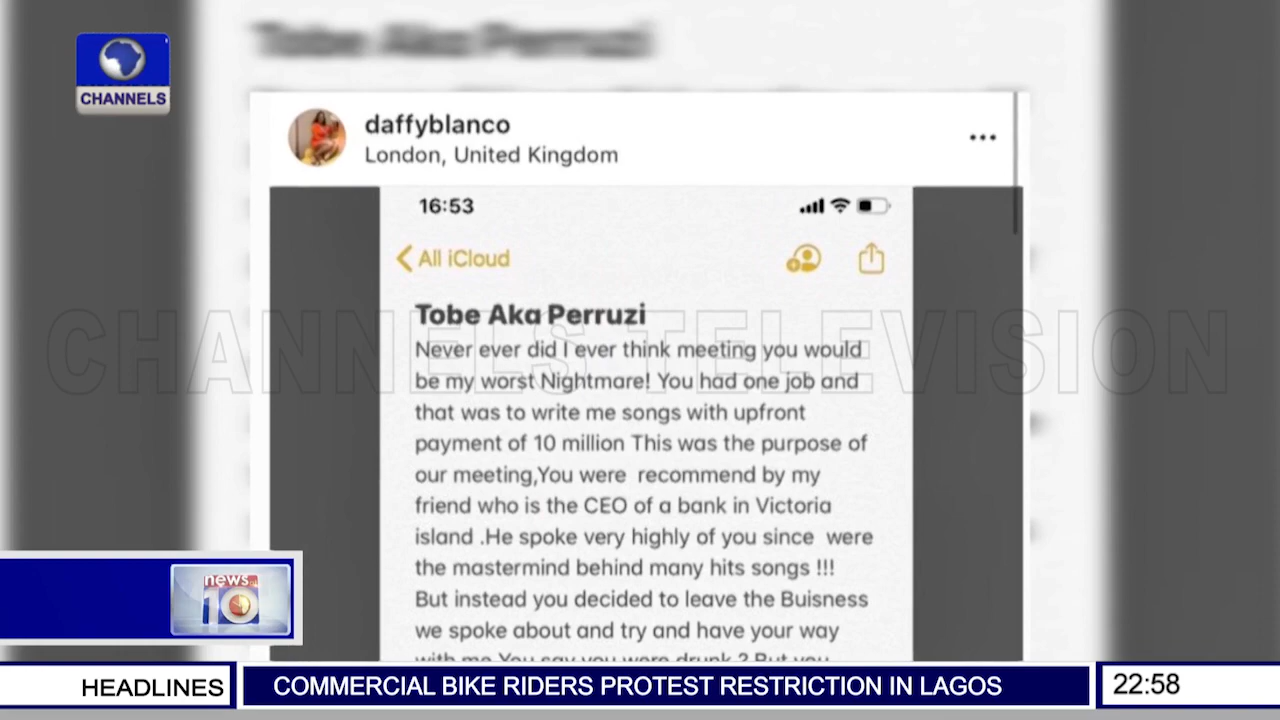 Tobe Aka Perruzi
CHANNELS
daffyblanco
London, United Kingdom
16:53
All iCloud
Tobe Aka Perruzi
Never ever did I ever think meeting you would
be my worst Nightmare! You had one job and
that was to write me songs with upfront
payment of 10 million This was the purpose of
our meeting,You were recommend by my
friend who is the CEO of a bank in Victoria
island .He spoke very highly of you since were
the mastermind behind many hits songs !!!
But instead you decided to leave the Buisness
we spoke about and try and have your way
with me You say you were drunk ? But you
CHANNELS TELEVISION
news at
10
HEADLINES
COMMERCIAL BIKE RIDERS PROTEST RESTRICTION IN LAGOS
22:58